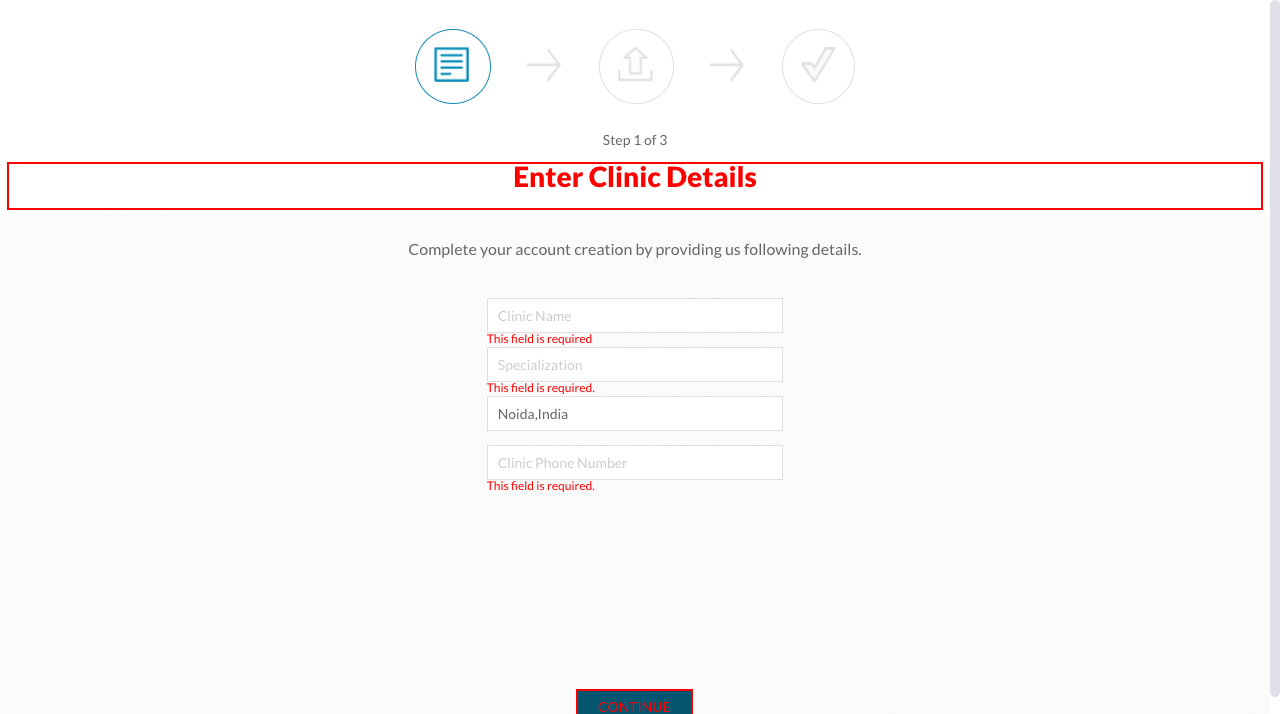 Step 1 of 3
Enter Clinic Details
Complete your account creation by providing us following details.
Clinic Name
This field is required
Specialization
This field is required.
Noida,India
Clinic Phone Number
This field is required.
CONTINUE